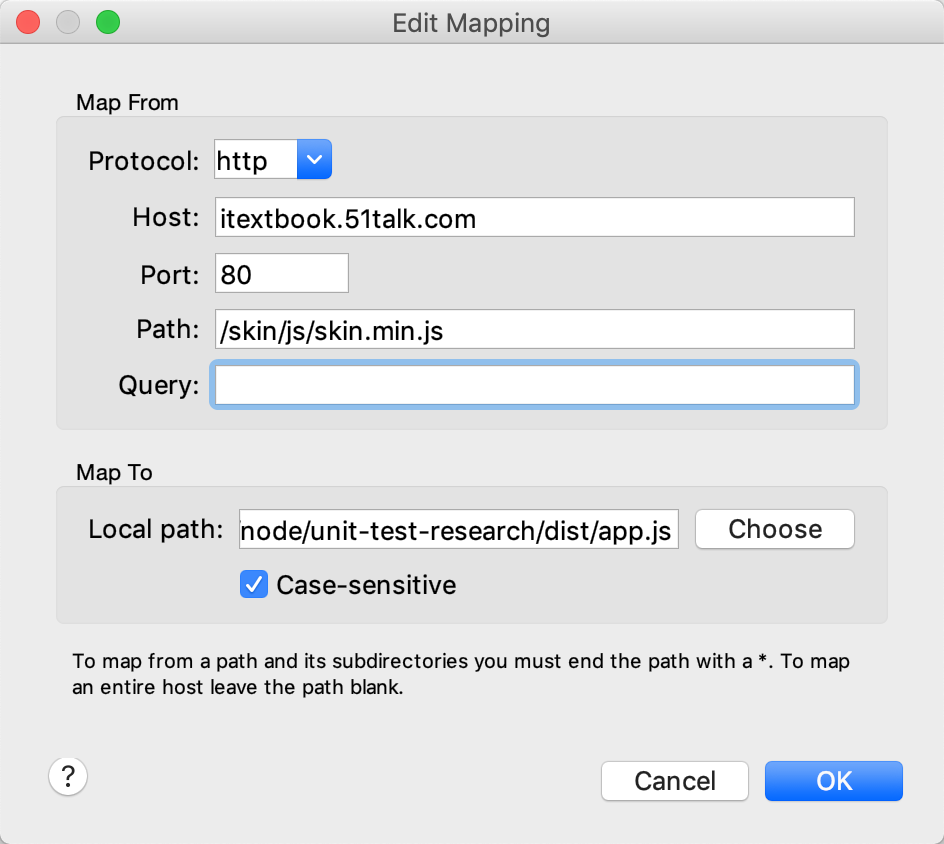 Edit Mapping
Map From
Protocol: http
Host: itextbook.51talk.com
Port: 80
Path: /skin/js/skin.min.js
Query:
Map To
Local path: node/unit-test-research/dist/app.js Choose
Case-sensitive
To map from a path and its subdirectories you must end the path with a *. To map
an entire host leave the path blank.
? Cancel OK